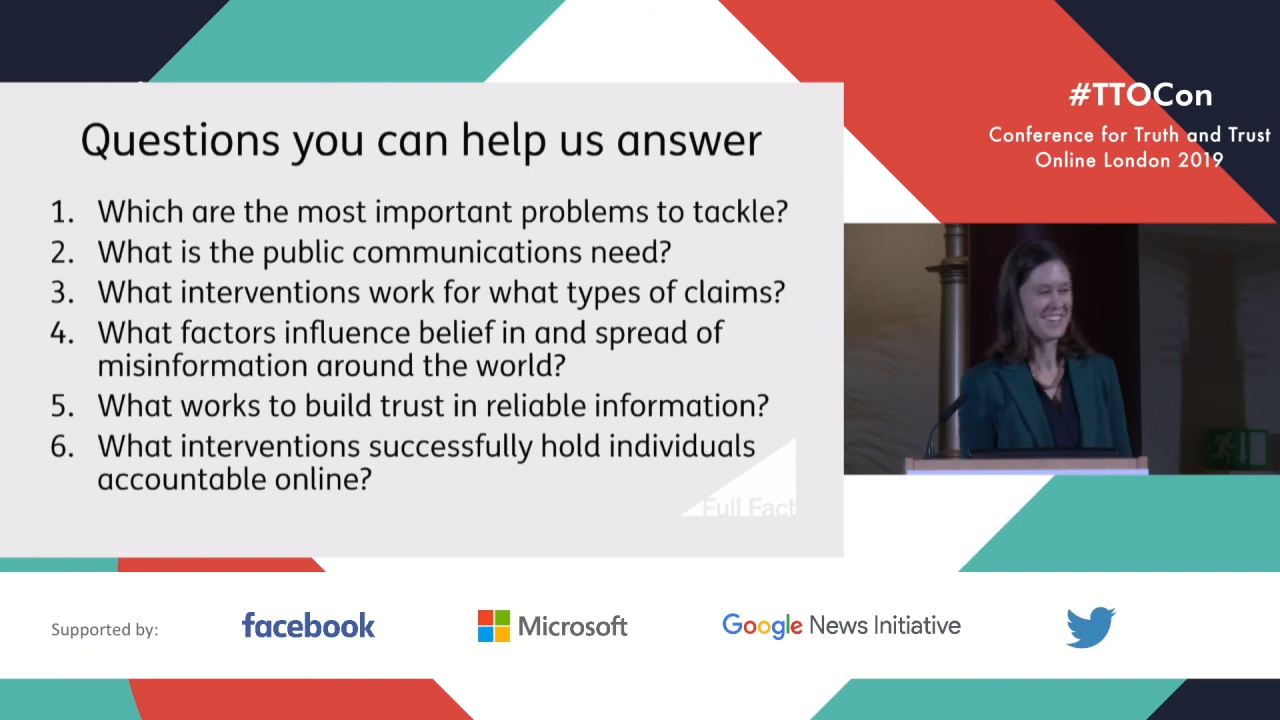 #TTOCon
Conference for Truth and Trust
Online London 2019
Questions you can help us answer
1. Which are the most important problems to tackle?
2. What is the public communications need?
3. What interventions work for what types of claims?
4. What factors influence belief in and spread of
misinformation around the world?
5. What works to build trust in reliable information?
6. What interventions successfully hold individuals
accountable online?
Full Fact
Supported by:
facebook
Microsoft
Google News Initiative